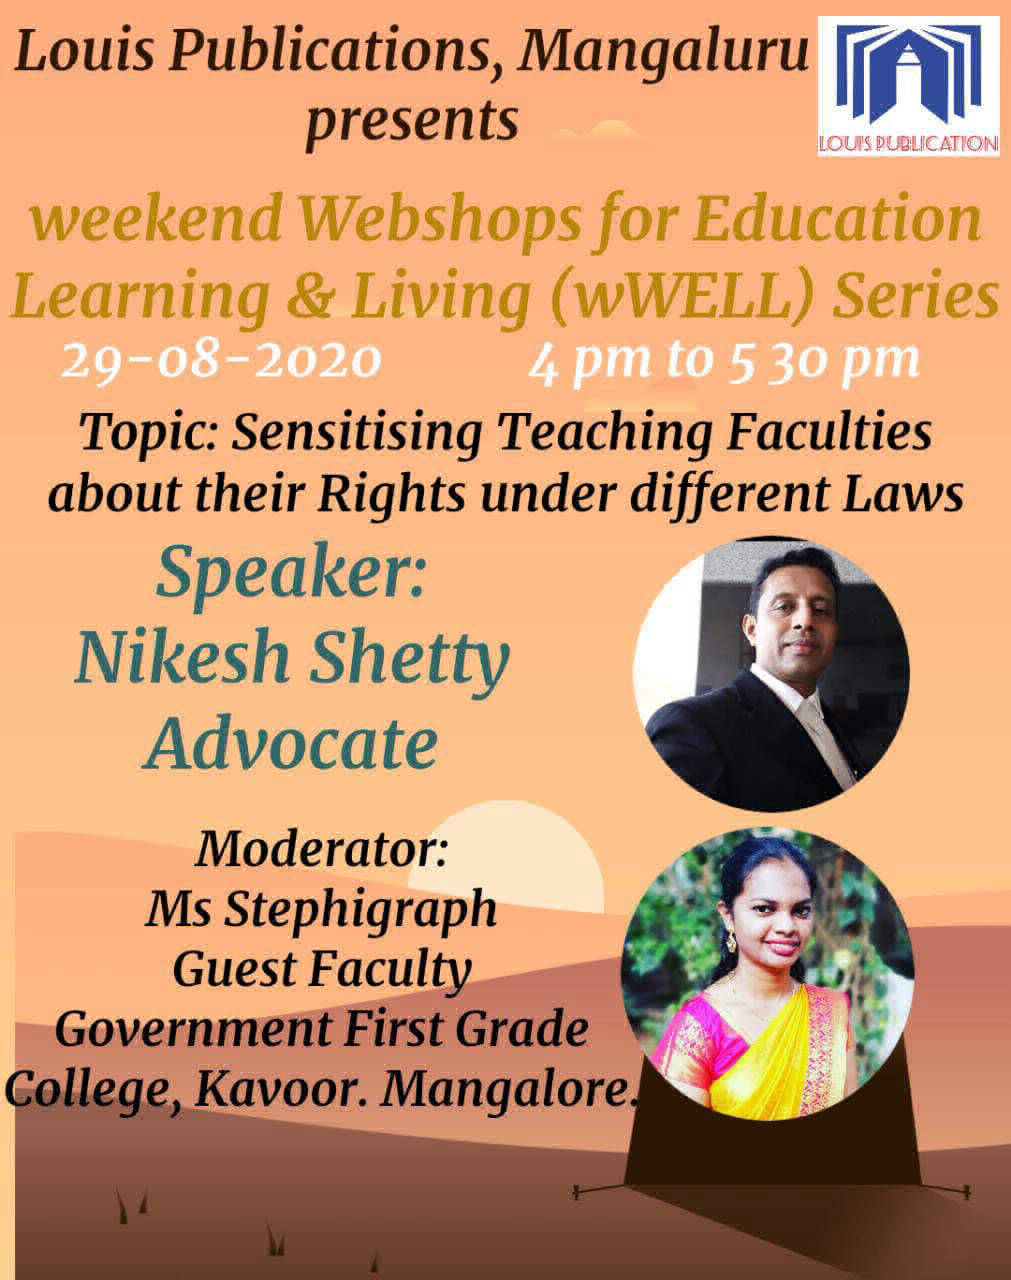 Louis Publications, Mangaluru
presents
LOUIS PUBLICATION
weekend Webshops for Education
Learning & Living (wWELL) Series
29-08-2020 4 pm to 5 30 pm
Topic: Sensitising Teaching Faculties
about their Rights under different Laws
Speaker:
Nikesh Shetty
Advocate
Moderator:
Ms Stephigraph
Guest Faculty
Government First Grade
College, Kavoor. Mangalore.